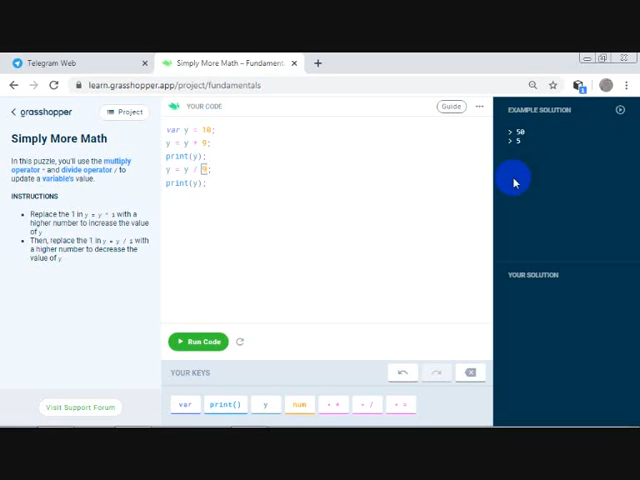 Telegram Web
Simply More Math - Fundamenta
learn.grasshopper.app/project/fundamentals
grasshopper
Project
YOUR CODE
Guide
EXAMPLE SOLUTION
> 50
> 5
Simply More Math
In this puzzle, you'll use the multiply
operator * and divide operator / to
update a variable's value.
INSTRUCTIONS
Replace the 1 in y = y * 1 with a
higher number to increase the value
of y
Then, replace the 1 in y = y / 1 with
a higher number to decrease the
value of y
var y = 10;
y = y * 9;
print(y);
y = y / 9;
print(y);
YOUR SOLUTION
Run Code
YOUR KEYS
Visit Support Forum
var
print()
y
num
• *
• /
• =